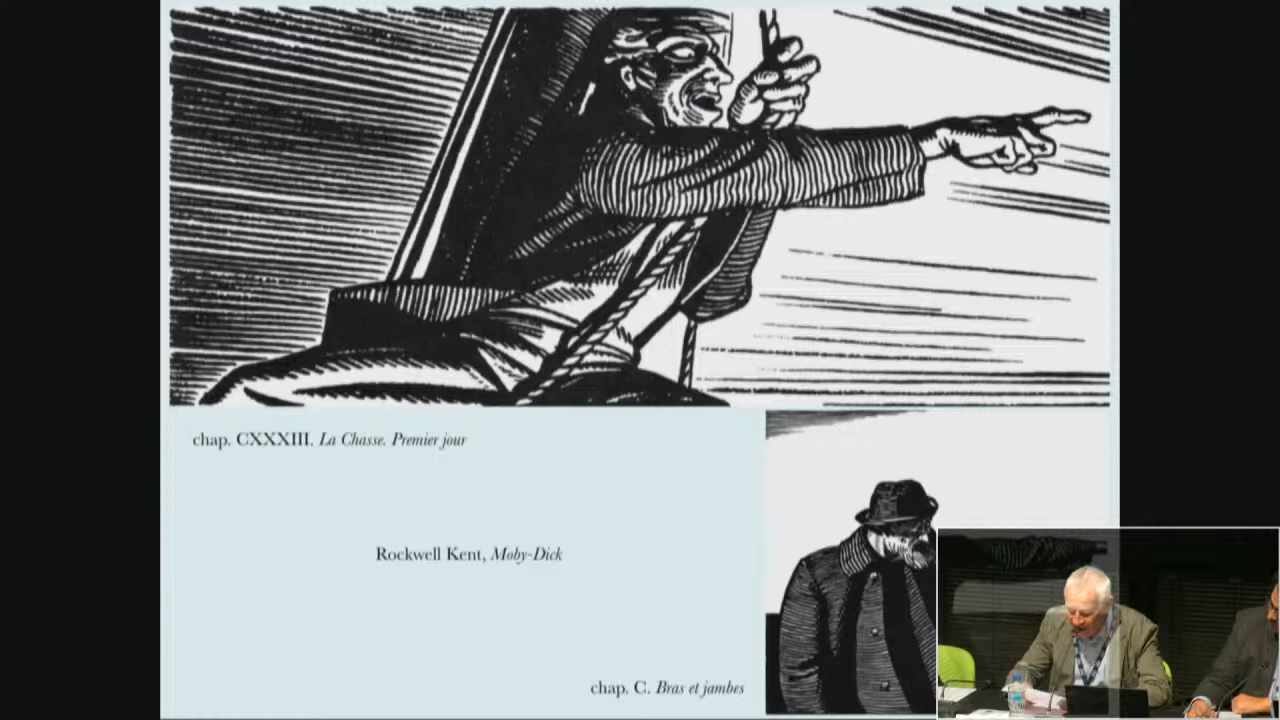 chap. CXXXIII. La Chasse. Premier jour
Rockwell Kent, Moby-Dick
chap. C. Bras et jambes